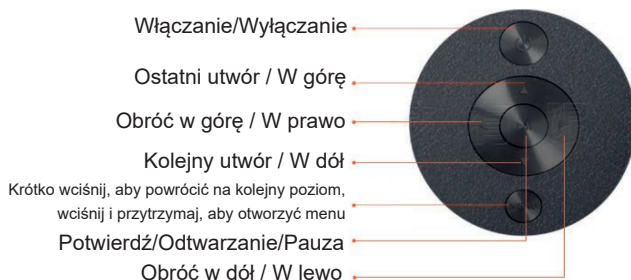 Włączanie/Wyłączanie
Ostatni utwór / W górę
Obróć w górę / W prawo
Kolejny utwór / W dół
Krótko wciśnij, aby powrócić na kolejny poziom,
wciśnij i przytrzymaj, aby otworzyć menu
Potwierdź/Odtwarzanie/Pauza
Obróć w dół / W lewo